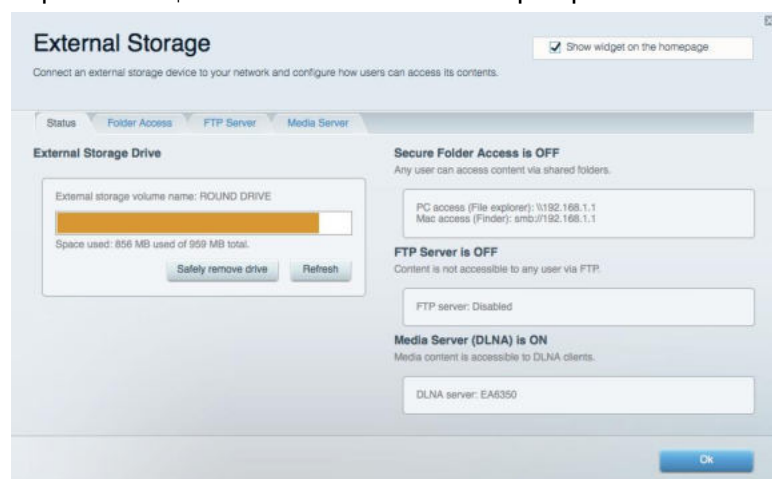 External Storage
Show widget on the homepage
Connect an external storage device to your network and configure how users can access its contents.
Status
Folder Access
FTP Server
Media Server
External Storage Drive
External storage volume name: ROUND DRIVE
Space used: 856 MB used of 959 MB total.
Safely remove drive
Refresh
Secure Folder Access is OFF
Any user can access content via shared folders.
PC access (File explorer): \\192.168.1.1
Mac access (Finder): smb://192.168.1.1
FTP Server is OFF
Content is not accessible to any user via FTP.
FTP server: Disabled
Media Server (DLNA) is ON
Media content is accessible to DLNA clients.
DLNA server: EA6350
Ok